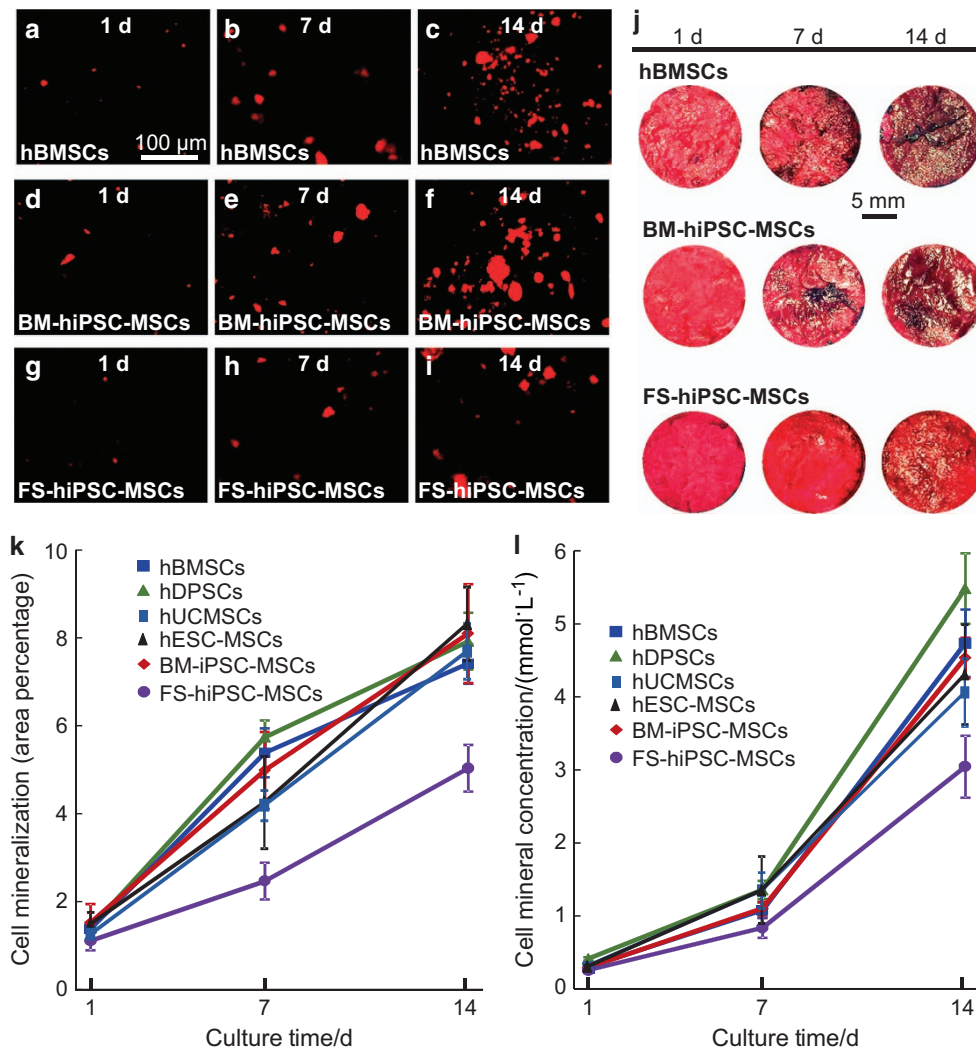 a 1 d
b 7 d
c 14 d
100 µm
hBMSCs
hBMSCs
hBMSCs
d 1 d
e 7 d
f 14 d
BM-hiPSC-MSCs
BM-hiPSC-MSCs
BM-hiPSC-MSCs
g 1 d
h 7 d
i 14 d
FS-hiPSC-MSCs
FS-hiPSC-MSCs
FS-hiPSC-MSCs
j
1 d 7 d 14 d
hBMSCs
5 mm
BM-hiPSC-MSCs
FS-hiPSC-MSCs
k
Cell mineralization (area percentage)
10
8
6
4
2
0
hBMSCs
hDPSCs
hUCMSCs
hESC-MSCs
BM-iPSC-MSCs
FS-hiPSC-MSCs
1 7 14
Culture time/d
l
Cell mineral concentration/(mmol·L⁻¹)
6
5
4
3
2
1
0
hBMSCs
hDPSCs
hUCMSCs
hESC-MSCs
BM-iPSC-MSCs
FS-hiPSC-MSCs
1 7 14
Culture time/d